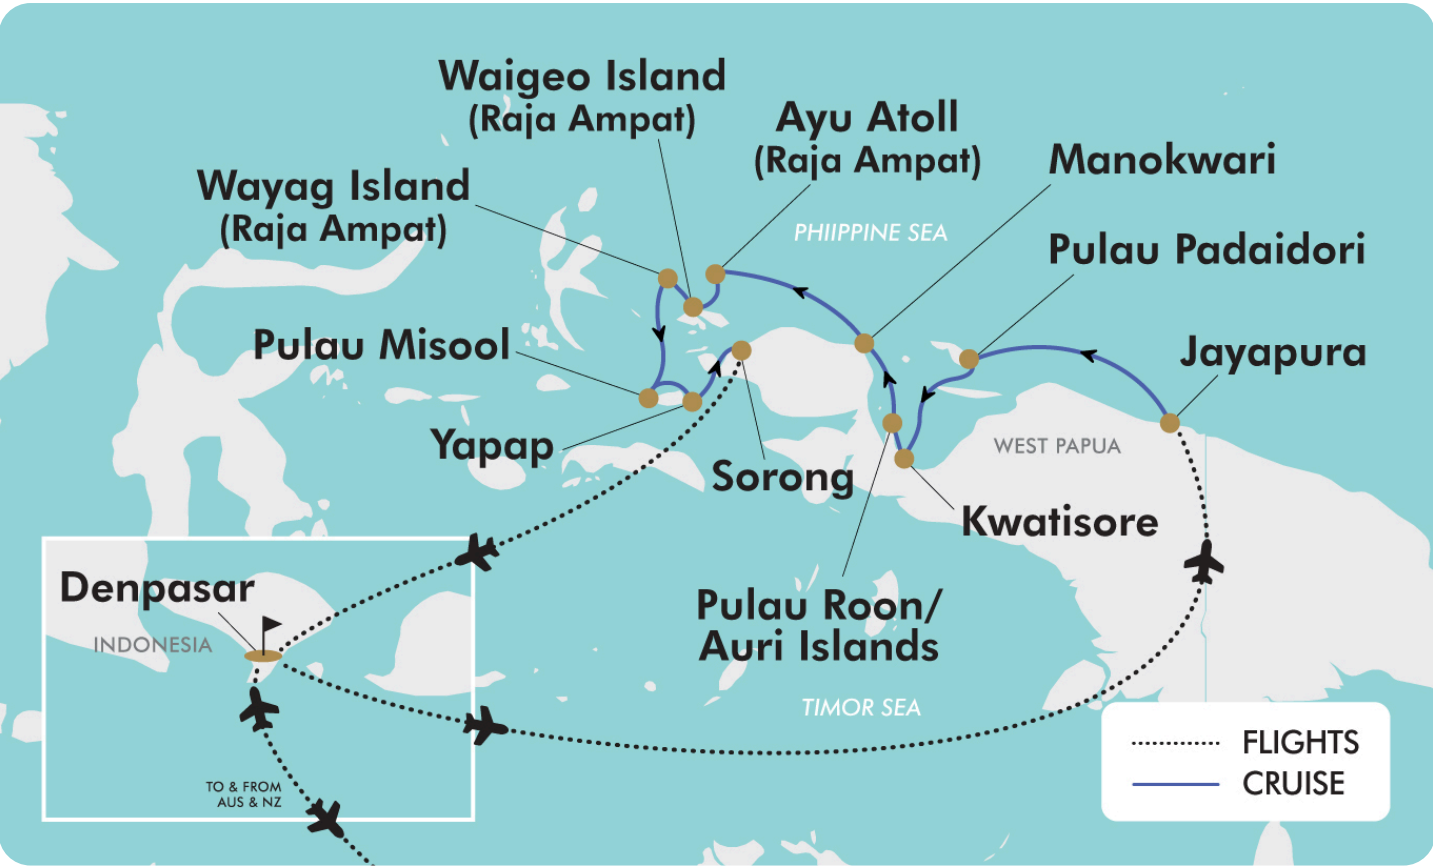 Waigeo Island
(Raja Ampat)
Ayu Atoll
(Raja Ampat)
Manokwari
Wayag Island
(Raja Ampat)
PHIIPPINE SEA
Pulau Padaidori
Pulau Misool
Jayapura
Yapap
WEST PAPUA
Sorong
Kwatisore
Denpasar
INDONESIA
Pulau Roon/
Auri Islands
TIMOR SEA
TO & FROM
AUS & NZ
FLIGHTS
CRUISE